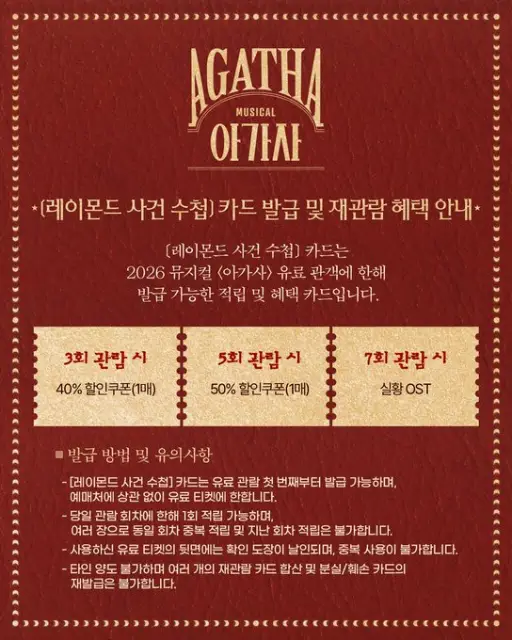 AGATHA
MUSICAL
아가사
★[레이몬드 사건 수첩] 카드 발급 및 재관람 혜택 안내★
[레이몬드 사건 수첩] 카드는
2026 뮤지컬 <아가사> 유료 관객에 한해
발급 가능한 적립 및 혜택 카드입니다.
3회 관람 시
40% 할인쿠폰(1매)
5회 관람 시
50% 할인쿠폰(1매)
7회 관람 시
실황 OST
■ 발급 방법 및 유의사항
- [레이몬드 사건 수첩] 카드는 유료 관람 첫 번째부터 발급 가능하며,
예매처에 상관 없이 유료 티켓에 한합니다.
- 당일 관람 회차에 한해 1회 적립 가능하며,
여러 장으로 동일 회차 중복 적립 및 지난 회차 적립은 불가합니다.
- 사용하신 유료 티켓의 뒷면에는 확인 도장이 날인되며, 중복 사용이 불가합니다.
- 타인 양도 불가하며 여러 개의 재관람 카드 합산 및 분실/훼손 카드의
재발급은 불가합니다.